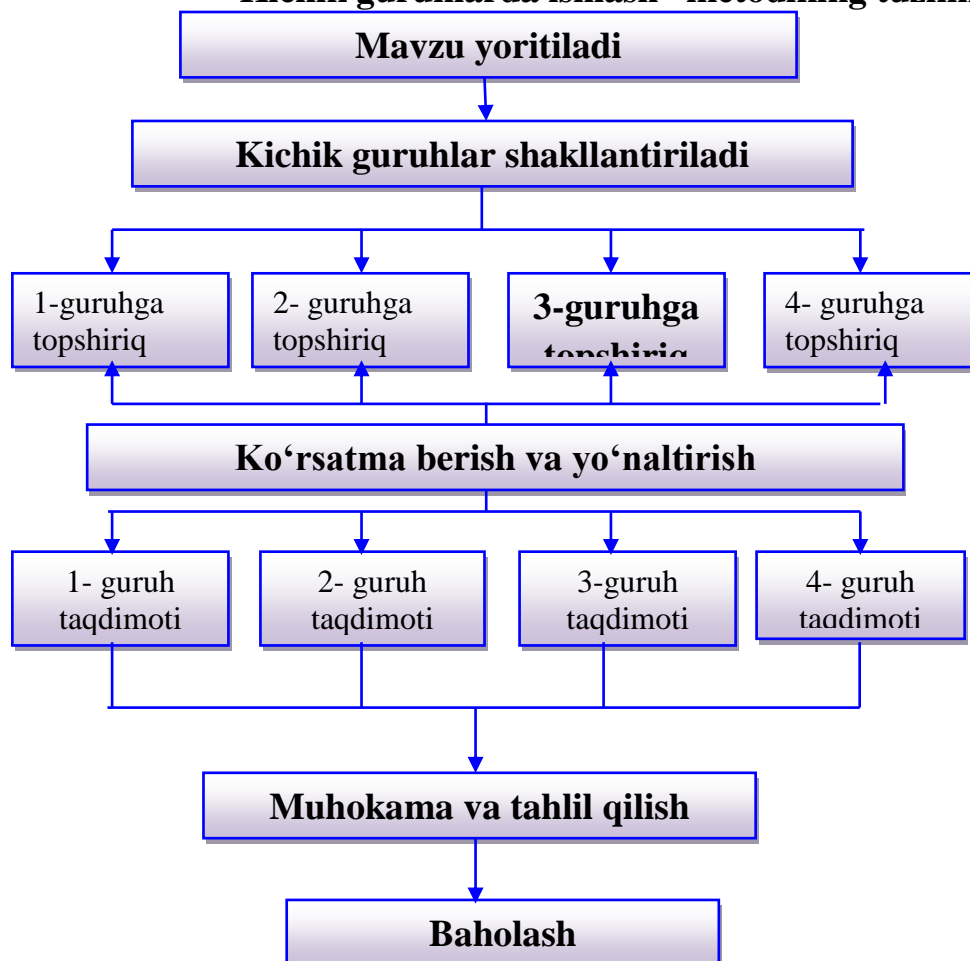 Mavzu yoritiladi
Kichik guruhlar shakllantiriladi
1-guruhga
topshiriq
2- guruhga
topshiriq
3-guruhga
topshiriq
4- guruhga
topshiriq
Ko‘rsatma berish va yo‘naltirish
1- guruh
taqdimoti
2- guruh
taqdimoti
3-guruh
taqdimoti
4- guruh
taqdimoti
Muhokama va tahlil qilish
Baholash